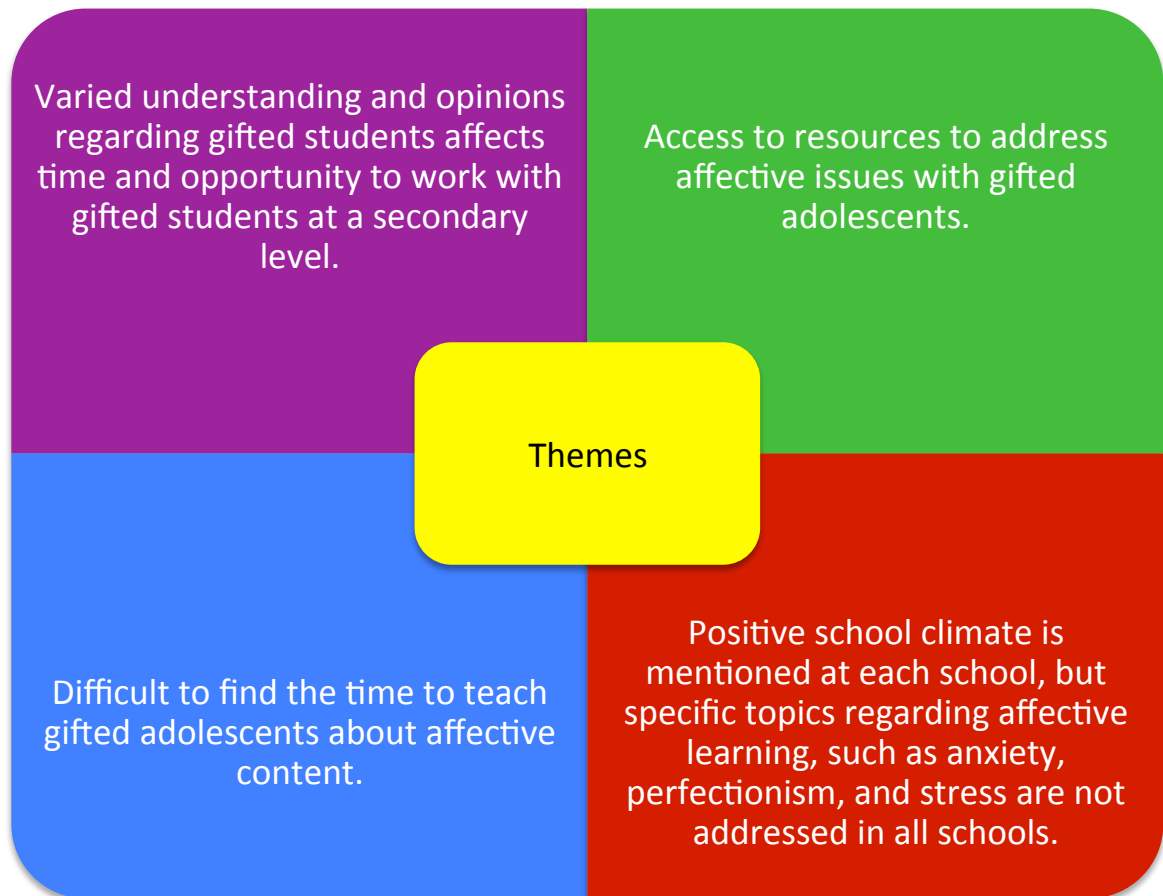 Varied understanding and opinions
regarding gifted students affects
time and opportunity to work with
gifted students at a secondary
level.
Access to resources to address
affective issues with gifted
adolescents.
Themes
Difficult to find the time to teach
gifted adolescents about affective
content.
Positive school climate is
mentioned at each school, but
specific topics regarding affective
learning, such as anxiety,
perfectionism, and stress are not
addressed in all schools.